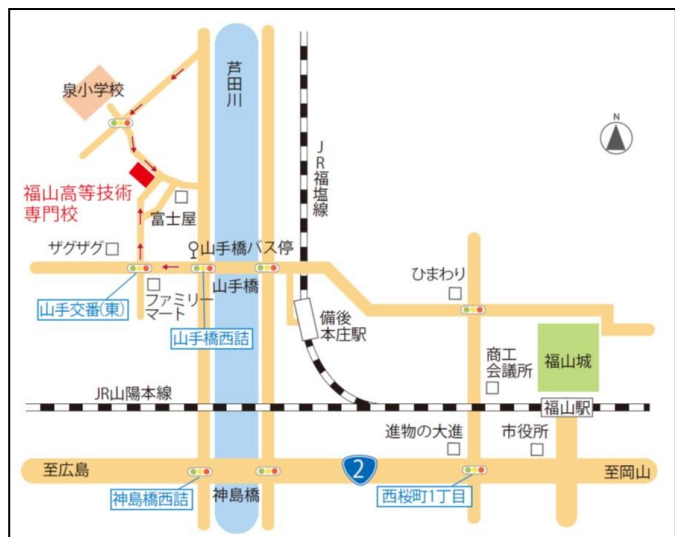 泉小学校
芦田川
N
JR福塩線
福山高等技術
専門校
富士屋
ザグザグ
山手橋バス停
ひまわり
山手橋
山手交番(東)
ファミリー
マート
山手橋西詰
備後
本庄駅
商工
会議所
福山城
JR山陽本線
福山駅
進物の大進
市役所
至広島
2
至岡山
神島橋西詰
神島橋
西桜町1丁目